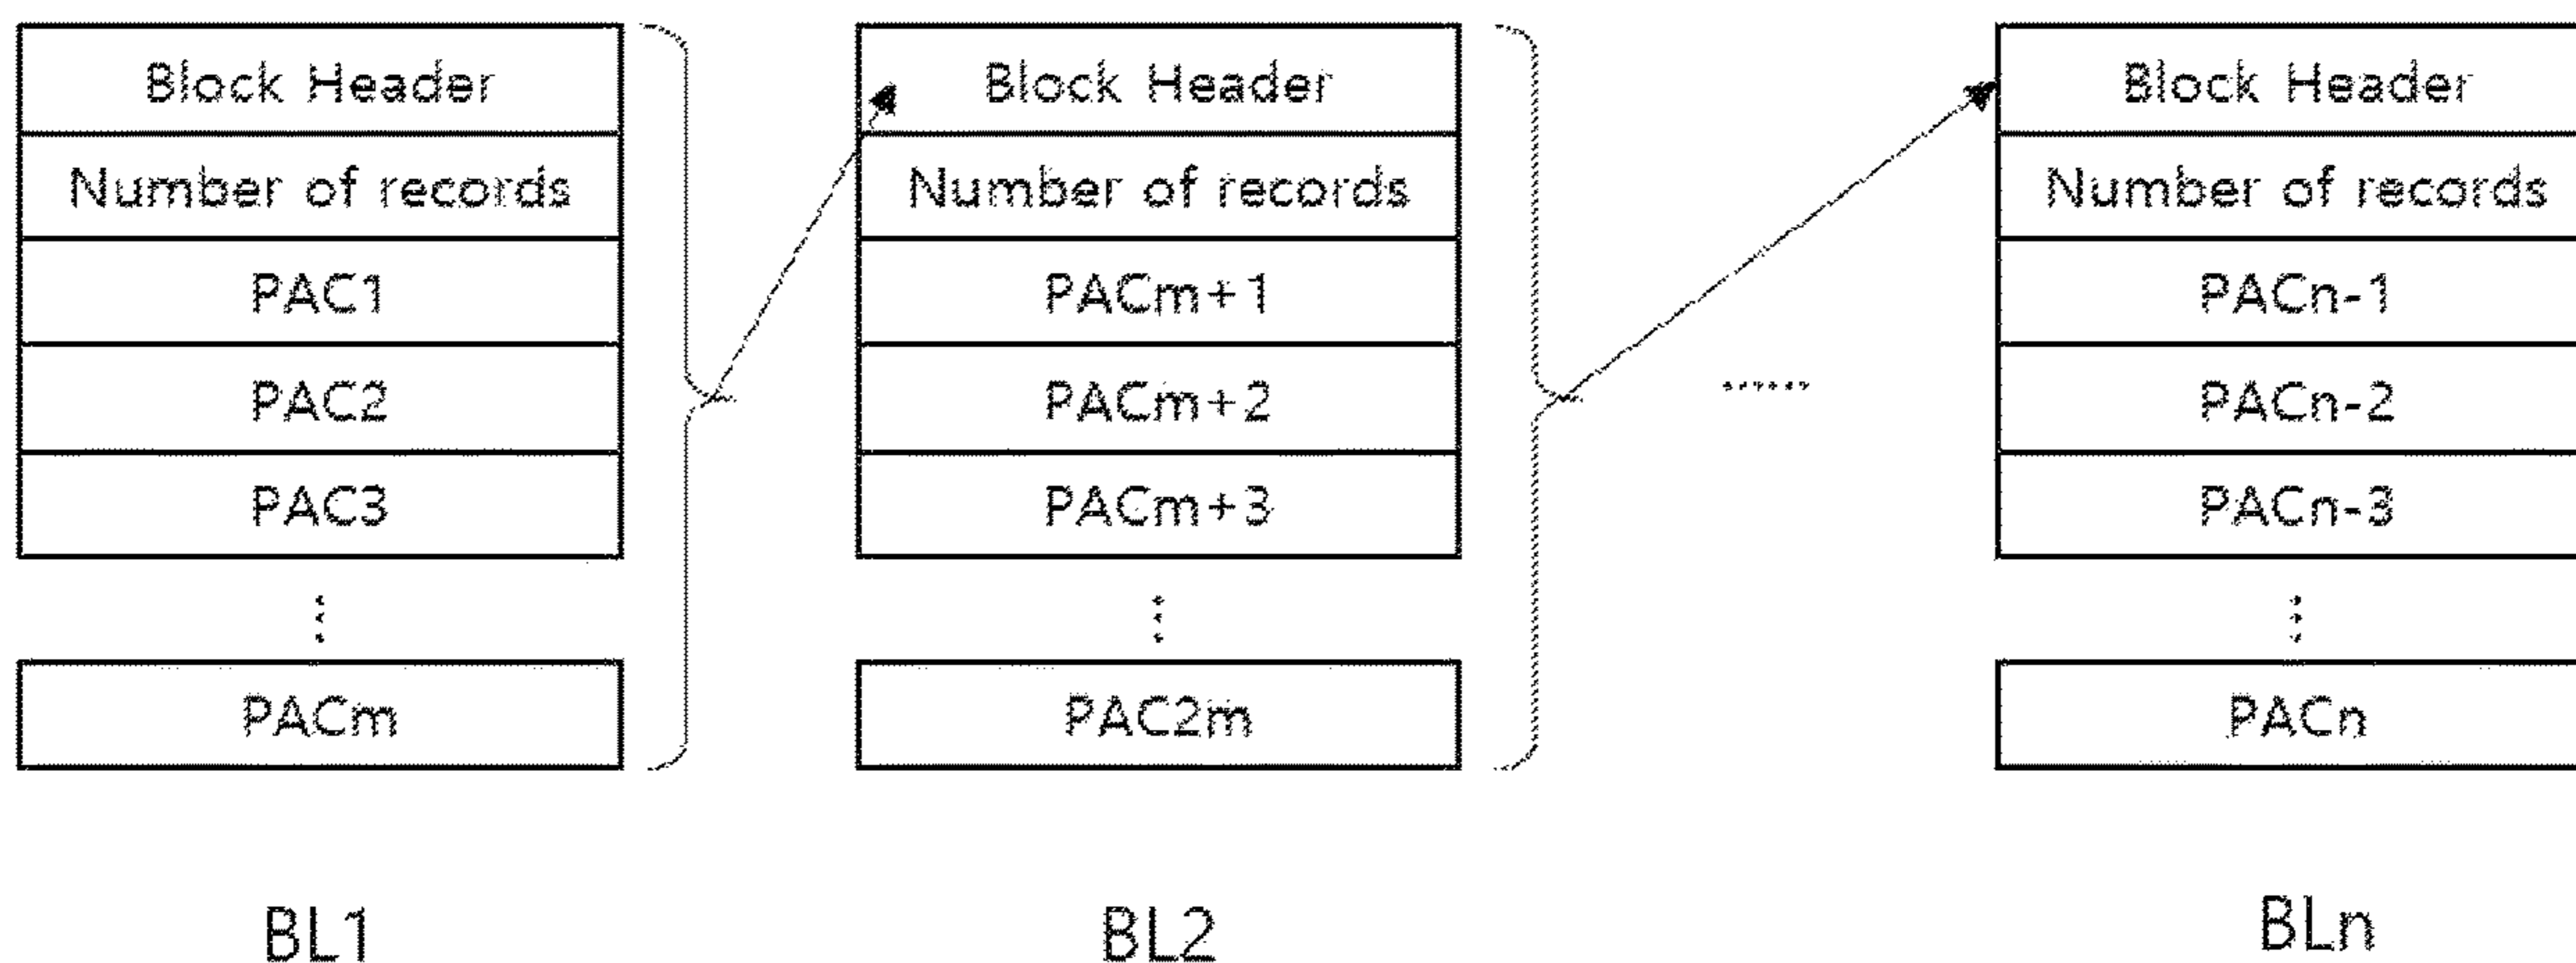 Block Header
Number of records
PAC1
PAC2
PAC3
⋮
PACm
BL1
Block Header
Number of records
PACm+1
PACm+2
PACm+3
⋮
PAC2m
BL2
······
Block Header
Number of records
PACn-1
PACn-2
PACn-3
⋮
PACn
BLn